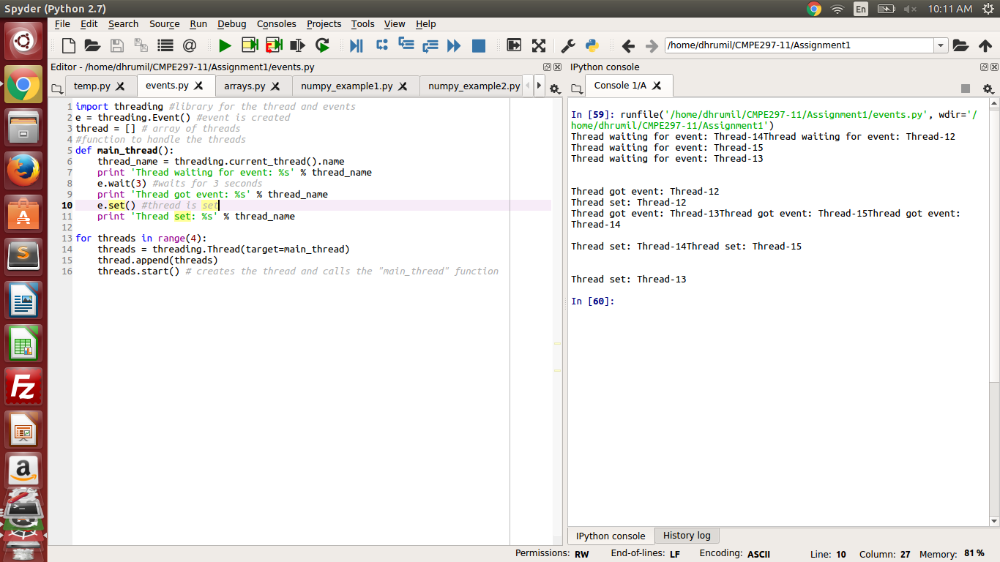 Spyder (Python 2.7)
En
10:11 AM
File Edit Search Source Run Debug Consoles Projects Tools View Help
/home/dhrumil/CMPE297-11/Assignment1
Editor - /home/dhrumil/CMPE297-11/Assignment1/events.py
temp.py events.py arrays.py numpy_example1.py numpy_example2.py
1 import threading #library for the thread and events
2 e = threading.Event() #event is created
3 thread = [] # array of threads
4 #function to handle the threads
5 def main_thread():
6     thread_name = threading.current_thread().name
7     print 'Thread waiting for event: %s' % thread_name
8     e.wait(3) #waits for 3 seconds
9     print 'Thread got event: %s' % thread_name
10     e.set() #thread is set
11     print 'Thread set: %s' % thread_name
12
13 for threads in range(4):
14     threads = threading.Thread(target=main_thread)
15     thread.append(threads)
16     threads.start() # creates the thread and calls the "main_thread" function
IPython console
Console 1/A
In [59]: runfile('/home/dhrumil/CMPE297-11/Assignment1/events.py', wdir='/
home/dhrumil/CMPE297-11/Assignment1')
Thread waiting for event: Thread-14Thread waiting for event: Thread-12
Thread waiting for event: Thread-15
Thread waiting for event: Thread-13
Thread got event: Thread-12
Thread set: Thread-12
Thread got event: Thread-13Thread got event: Thread-15Thread got event:
Thread-14
Thread set: Thread-14Thread set: Thread-15
Thread set: Thread-13
In [60]:
IPython console History log
Permissions: RW End-of-lines: LF Encoding: ASCII Line: 10 Column: 27 Memory: 81 %
S
Fz
a